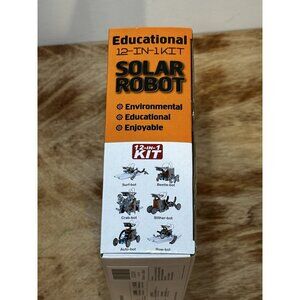 Educational
12-IN-1 KIT
SOLAR
ROBOT
Environmental
Educational
Enjoyable
12-IN-1
KIT
Surf-bot
Beetle-bot
Crab-bot
Slither-bot
Auto-bot
Row-bot